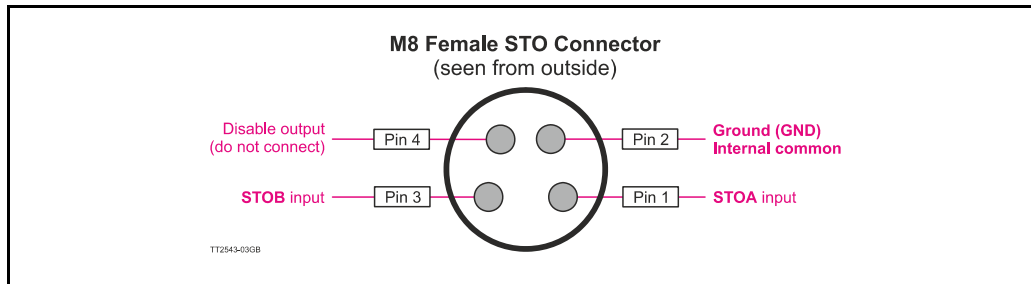 M8 Female STO Connector
(seen from outside)
Disable output
(do not connect)
Pin 4
Pin 2
Ground (GND)
Internal common
STOB input
Pin 3
Pin 1
STOA input
TT2543-03GB